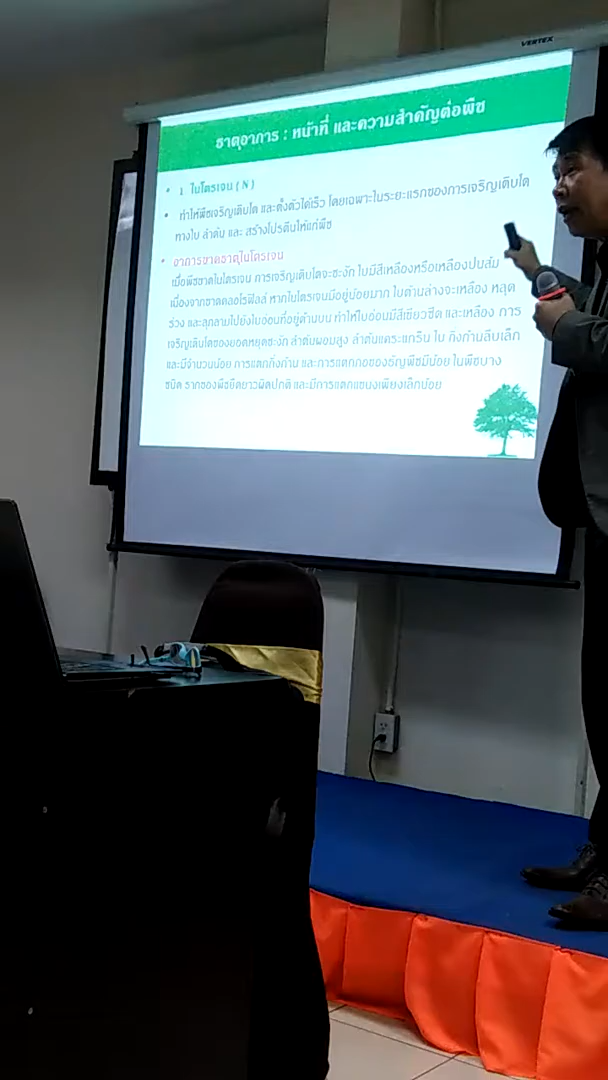 VERTEX
ธาตุอาการ : หน้าที่ และความสำคัญต่อพืช
• 1 ไนโตรเจน ( N )
• ทำให้พืชเจริญเติบโต และตั้งตัวได้เร็ว โดยเฉพาะในระยะแรกของการเจริญเติบโต
ทางใบ ลำต้น และ สร้างโปรตีนให้แก่พืช
• อาการขาดธาตุไนโตรเจน
เมื่อพืชขาดไนโตรเจน การเจริญเติบโตจะชะงัก ใบมีสีเหลืองหรือเหลืองปนส้ม
เนื่องจากขาดคลอโรฟิลล์ หากไนโตรเจนมีอยู่น้อยมาก ใบด้านล่างจะเหลือง หลุด
ร่วง และลุกลามไปยังใบอ่อนที่อยู่ด้านบน ทำให้ใบอ่อนมีสีเขียวซีด และเหลือง การ
เจริญเติบโตของยอดหยุดชะงัก ลำต้นผอมสูง ลำต้นแคระแกร็น ใบ กิ่งก้านลีบเล็ก
และมีจำนวนน้อย การแตกกิ่งก้าน และการแตกกอของธัญพืชมีน้อย ในพืชบาง
ชนิด รากของพืชยืดยาวผิดปกติ และมีการแตกแขนงเพียงเล็กน้อย